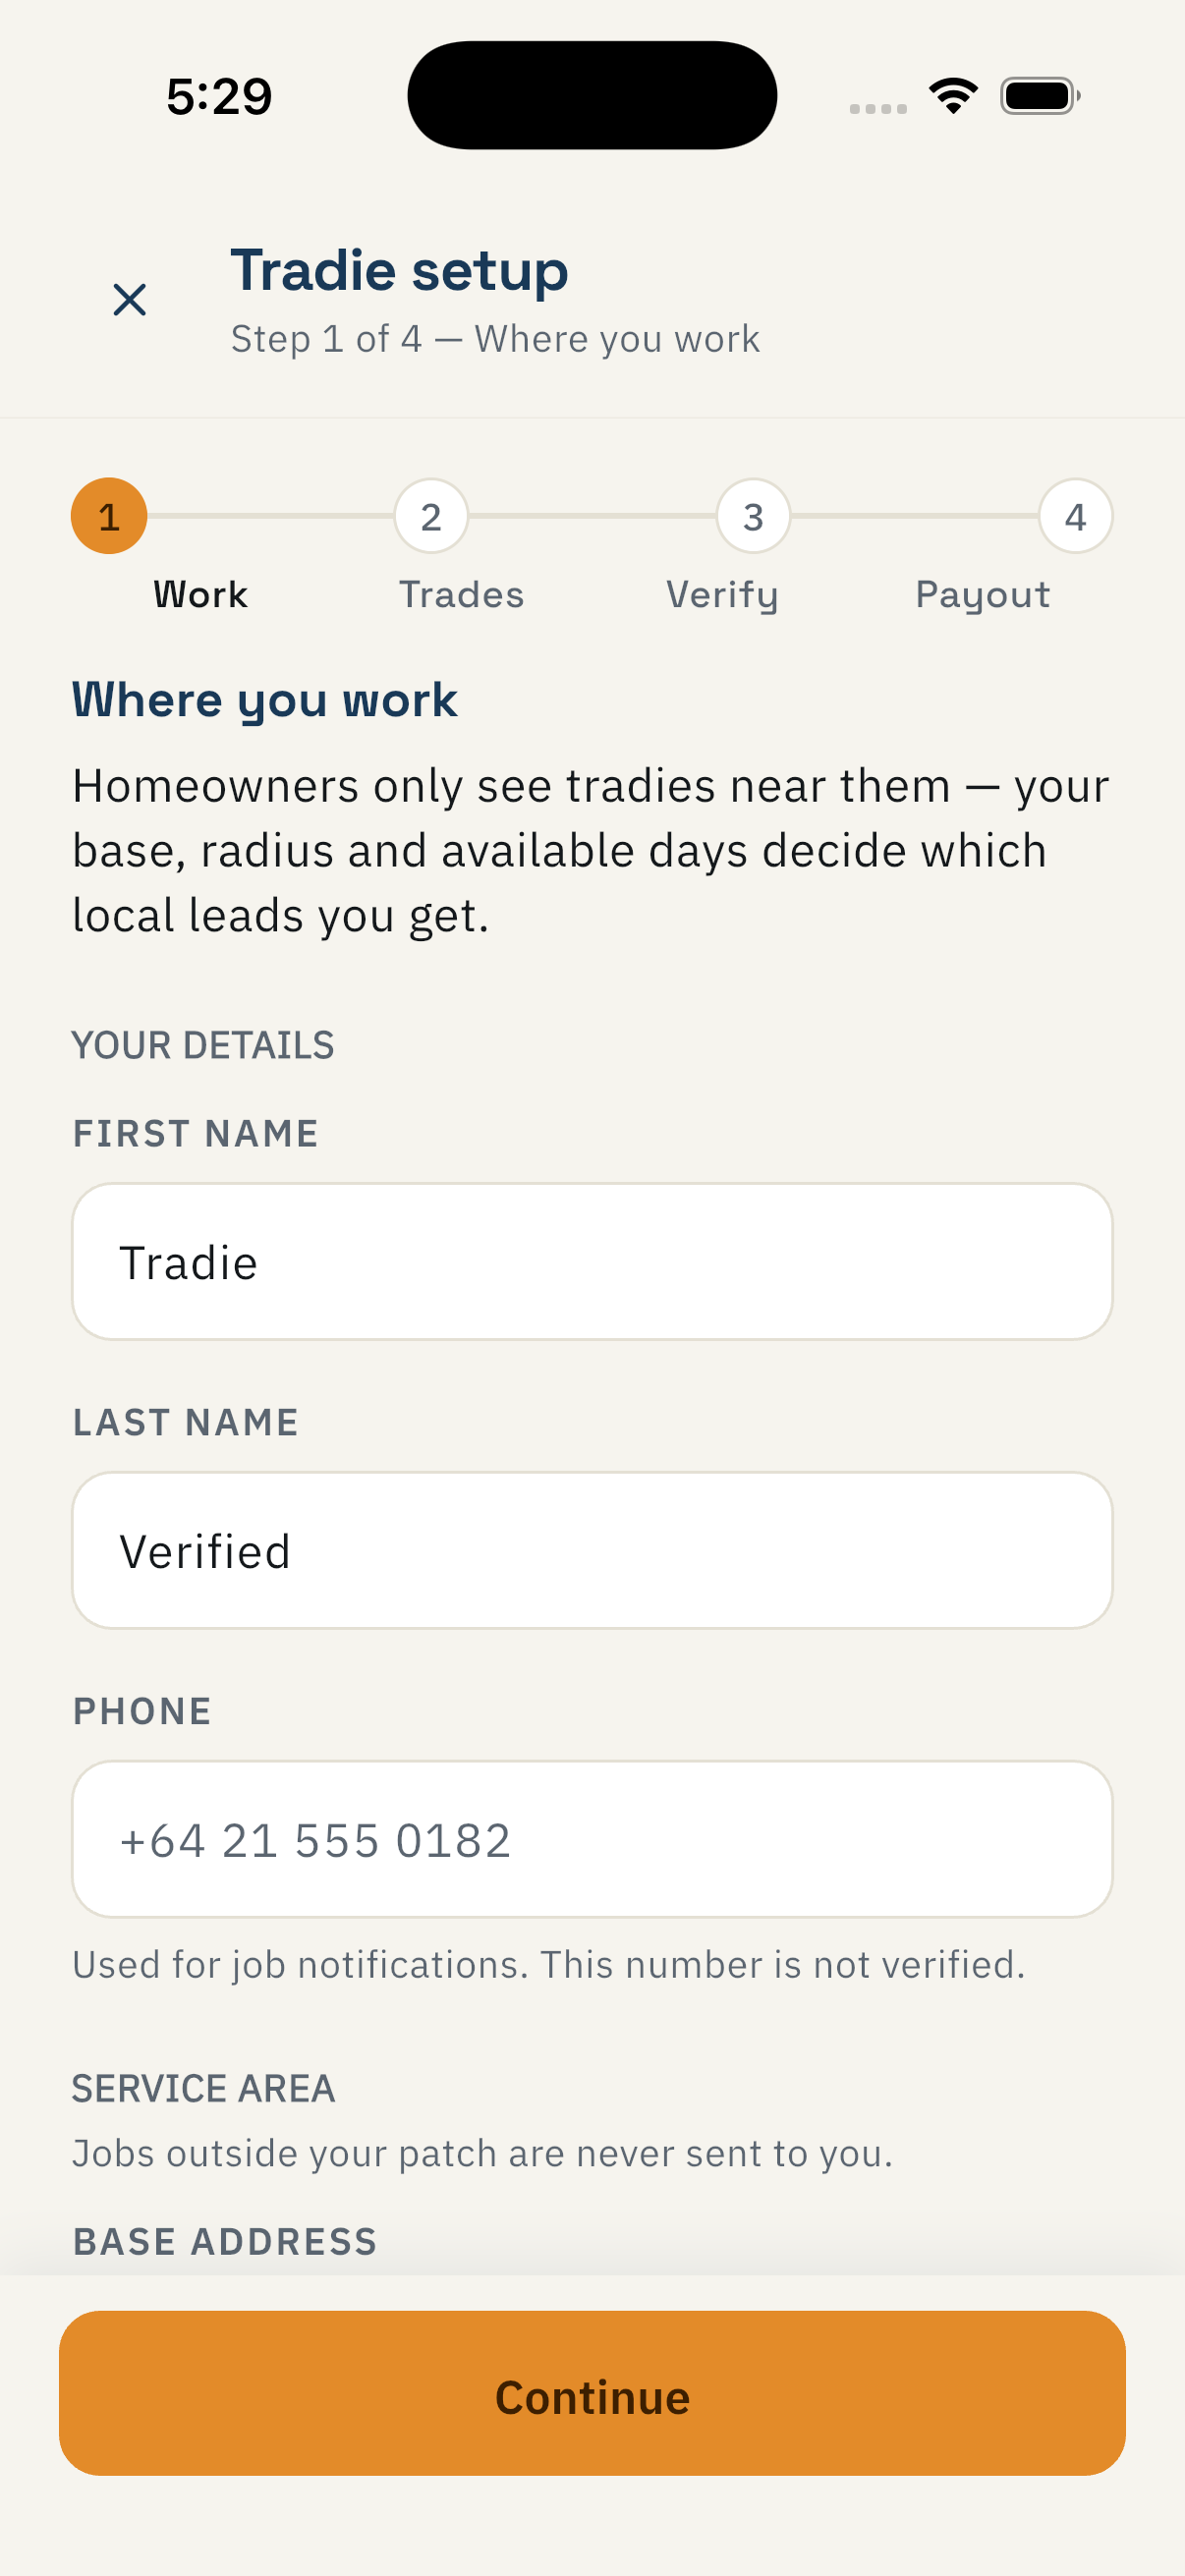 5:29
Tradie setup
Step 1 of 4 — Where you work
1
2
3
4
Work
Trades
Verify
Payout
Where you work
Homeowners only see tradies near them — your
base, radius and available days decide which
local leads you get.
YOUR DETAILS
FIRST NAME
Tradie
LAST NAME
Verified
PHONE
+64 21 555 0182
Used for job notifications. This number is not verified.
SERVICE AREA
Jobs outside your patch are never sent to you.
BASE ADDRESS
Continue